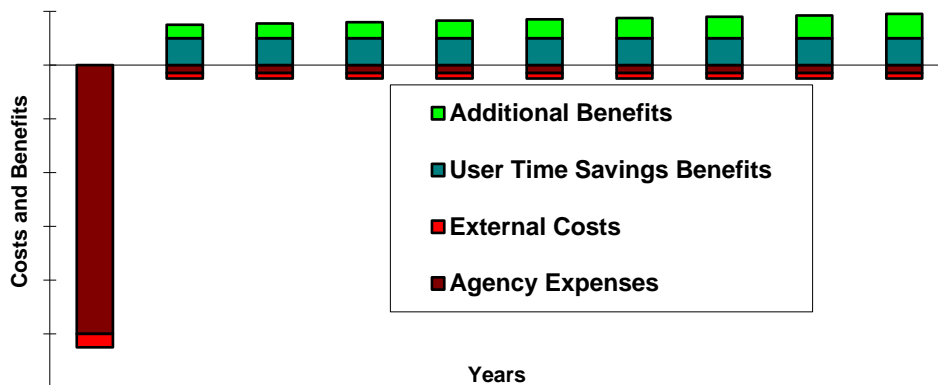 Costs and Benefits
Additional Benefits
User Time Savings Benefits
External Costs
Agency Expenses
Years